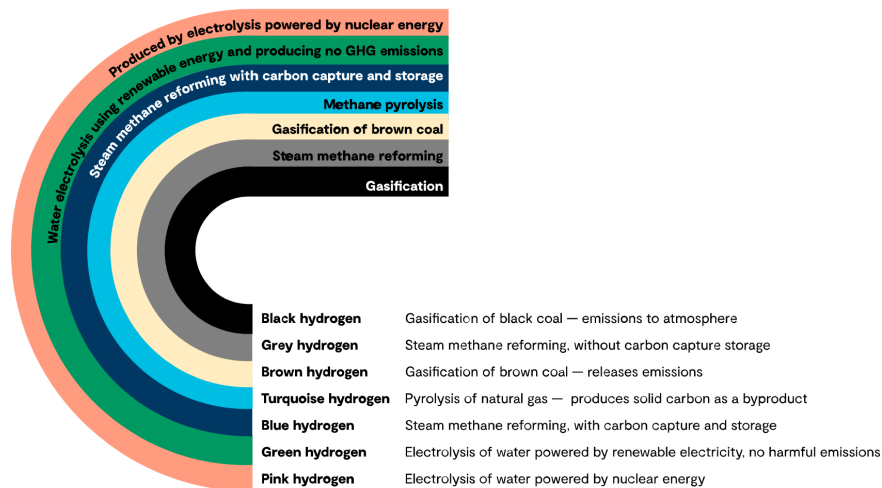 Produced by electrolysis powered by nuclear energy
Water electrolysis using renewable energy and producing no GHG emissions
Steam methane reforming with carbon capture and storage
Methane pyrolysis
Gasification of brown coal
Steam methane reforming
Gasification
Black hydrogen Gasification of black coal — emissions to atmosphere
Grey hydrogen Steam methane reforming, without carbon capture storage
Brown hydrogen Gasification of brown coal — releases emissions
Turquoise hydrogen Pyrolysis of natural gas — produces solid carbon as a byproduct
Blue hydrogen Steam methane reforming, with carbon capture and storage
Green hydrogen Electrolysis of water powered by renewable electricity, no harmful emissions
Pink hydrogen Electrolysis of water powered by nuclear energy